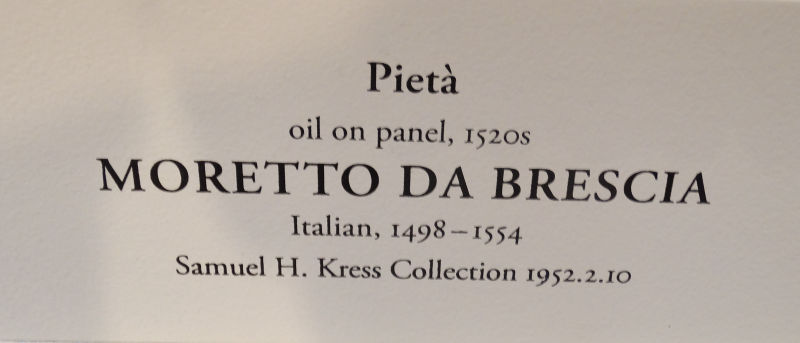 Pietà
oil on panel, 1520s
MORETTO DA BRESCIA
Italian, 1498–1554
Samuel H. Kress Collection 1952.2.10